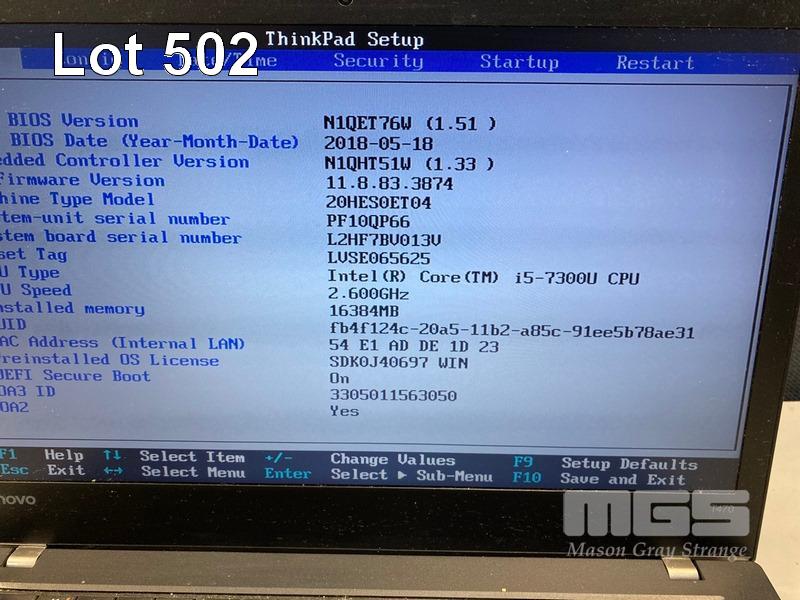 Lot 502
ThinkPad Setup
Security Startup Restart
BIOS Version N1QET76W (1.51 )
BIOS Date (Year-Month-Date) 2018-05-18
edded Controller Version N1QHT51W (1.33 )
Firmware Version 11.8.83.3874
hine Type Model 20HES0ET04
tem-unit serial number PF10QP66
stem board serial number L2HF7BV013V
set Tag LVSE065625
U Type Intel(R) Core(TM) i5-7300U CPU
U Speed 2.600GHz
nstalled memory 16384MB
UID fb4f124c-20a5-11b2-a85c-91ee5b78ae31
AC Address (Internal LAN) 54 E1 AD DE 1D 23
reinstalled OS License SDK0J40697 WIN
UEFI Secure Boot On
OA3 ID 3305011563050
OA2 Yes
F1 Help ↑↓ Select Item +/- Change Values F9 Setup Defaults
Esc Exit ←→ Select Menu Enter Select ► Sub-Menu F10 Save and Exit
novo
T470
MGS
Mason Gray Strange